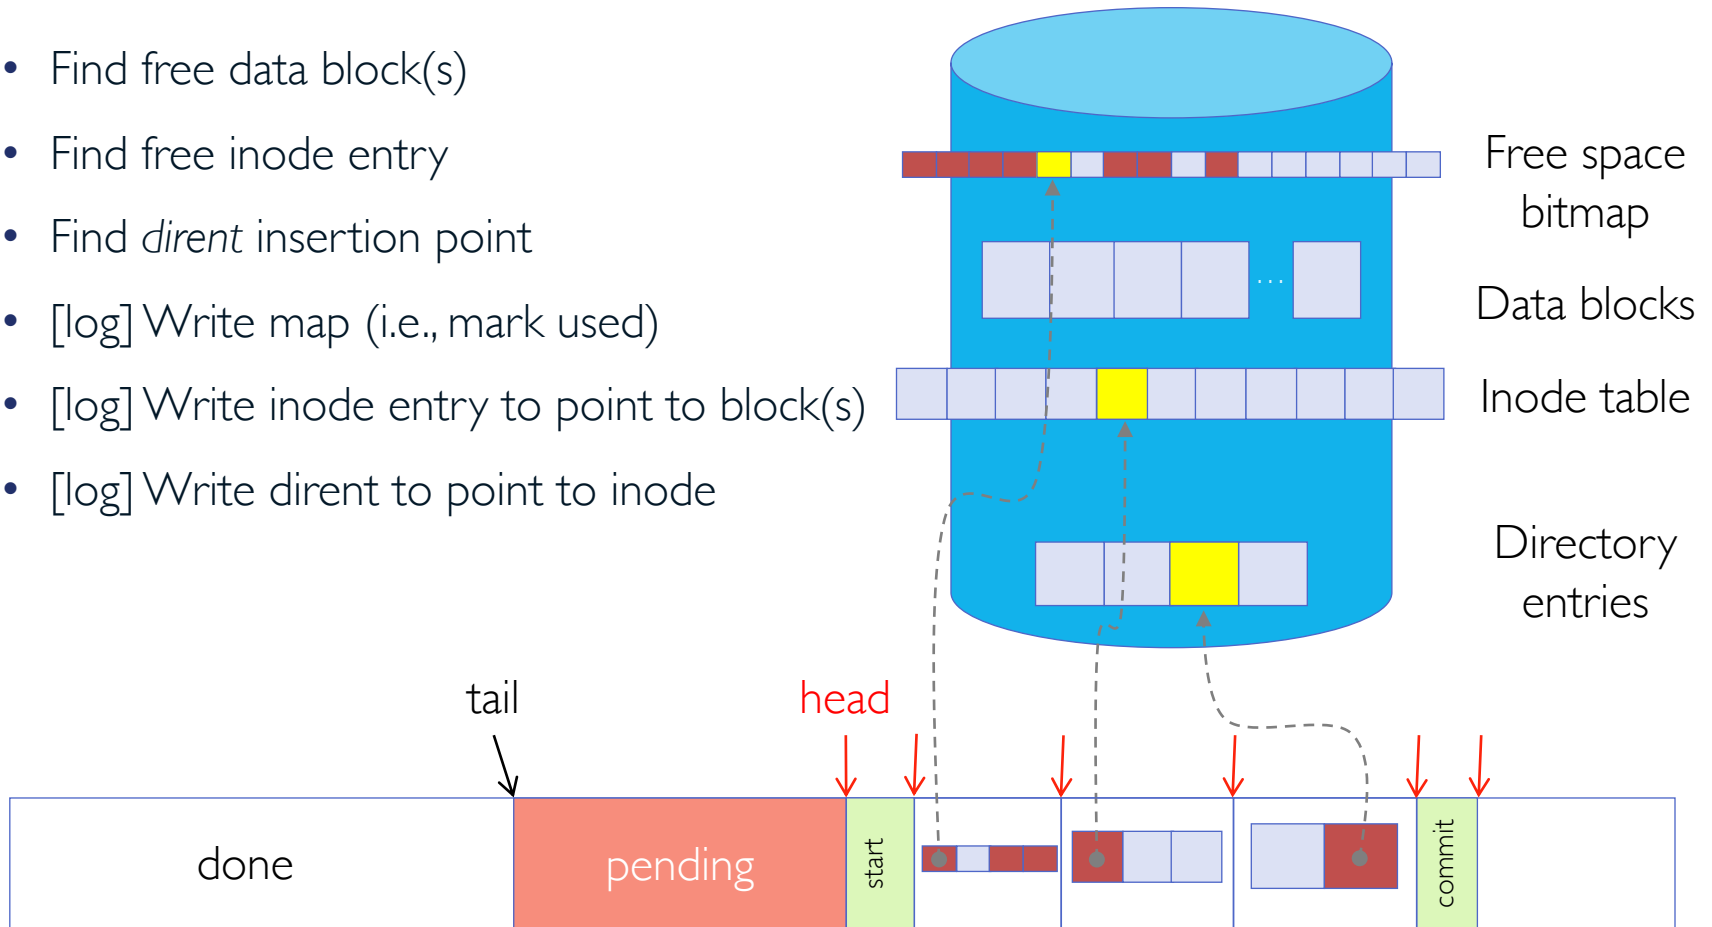 • Find free data block(s)
• Find free inode entry
• Find dirent insertion point
• [log] Write map (i.e., mark used)
• [log] Write inode entry to point to block(s)
• [log] Write dirent to point to inode
Free space
bitmap
...
Data blocks
Inode table
Directory
entries
tail
head
done
pending
start
commit